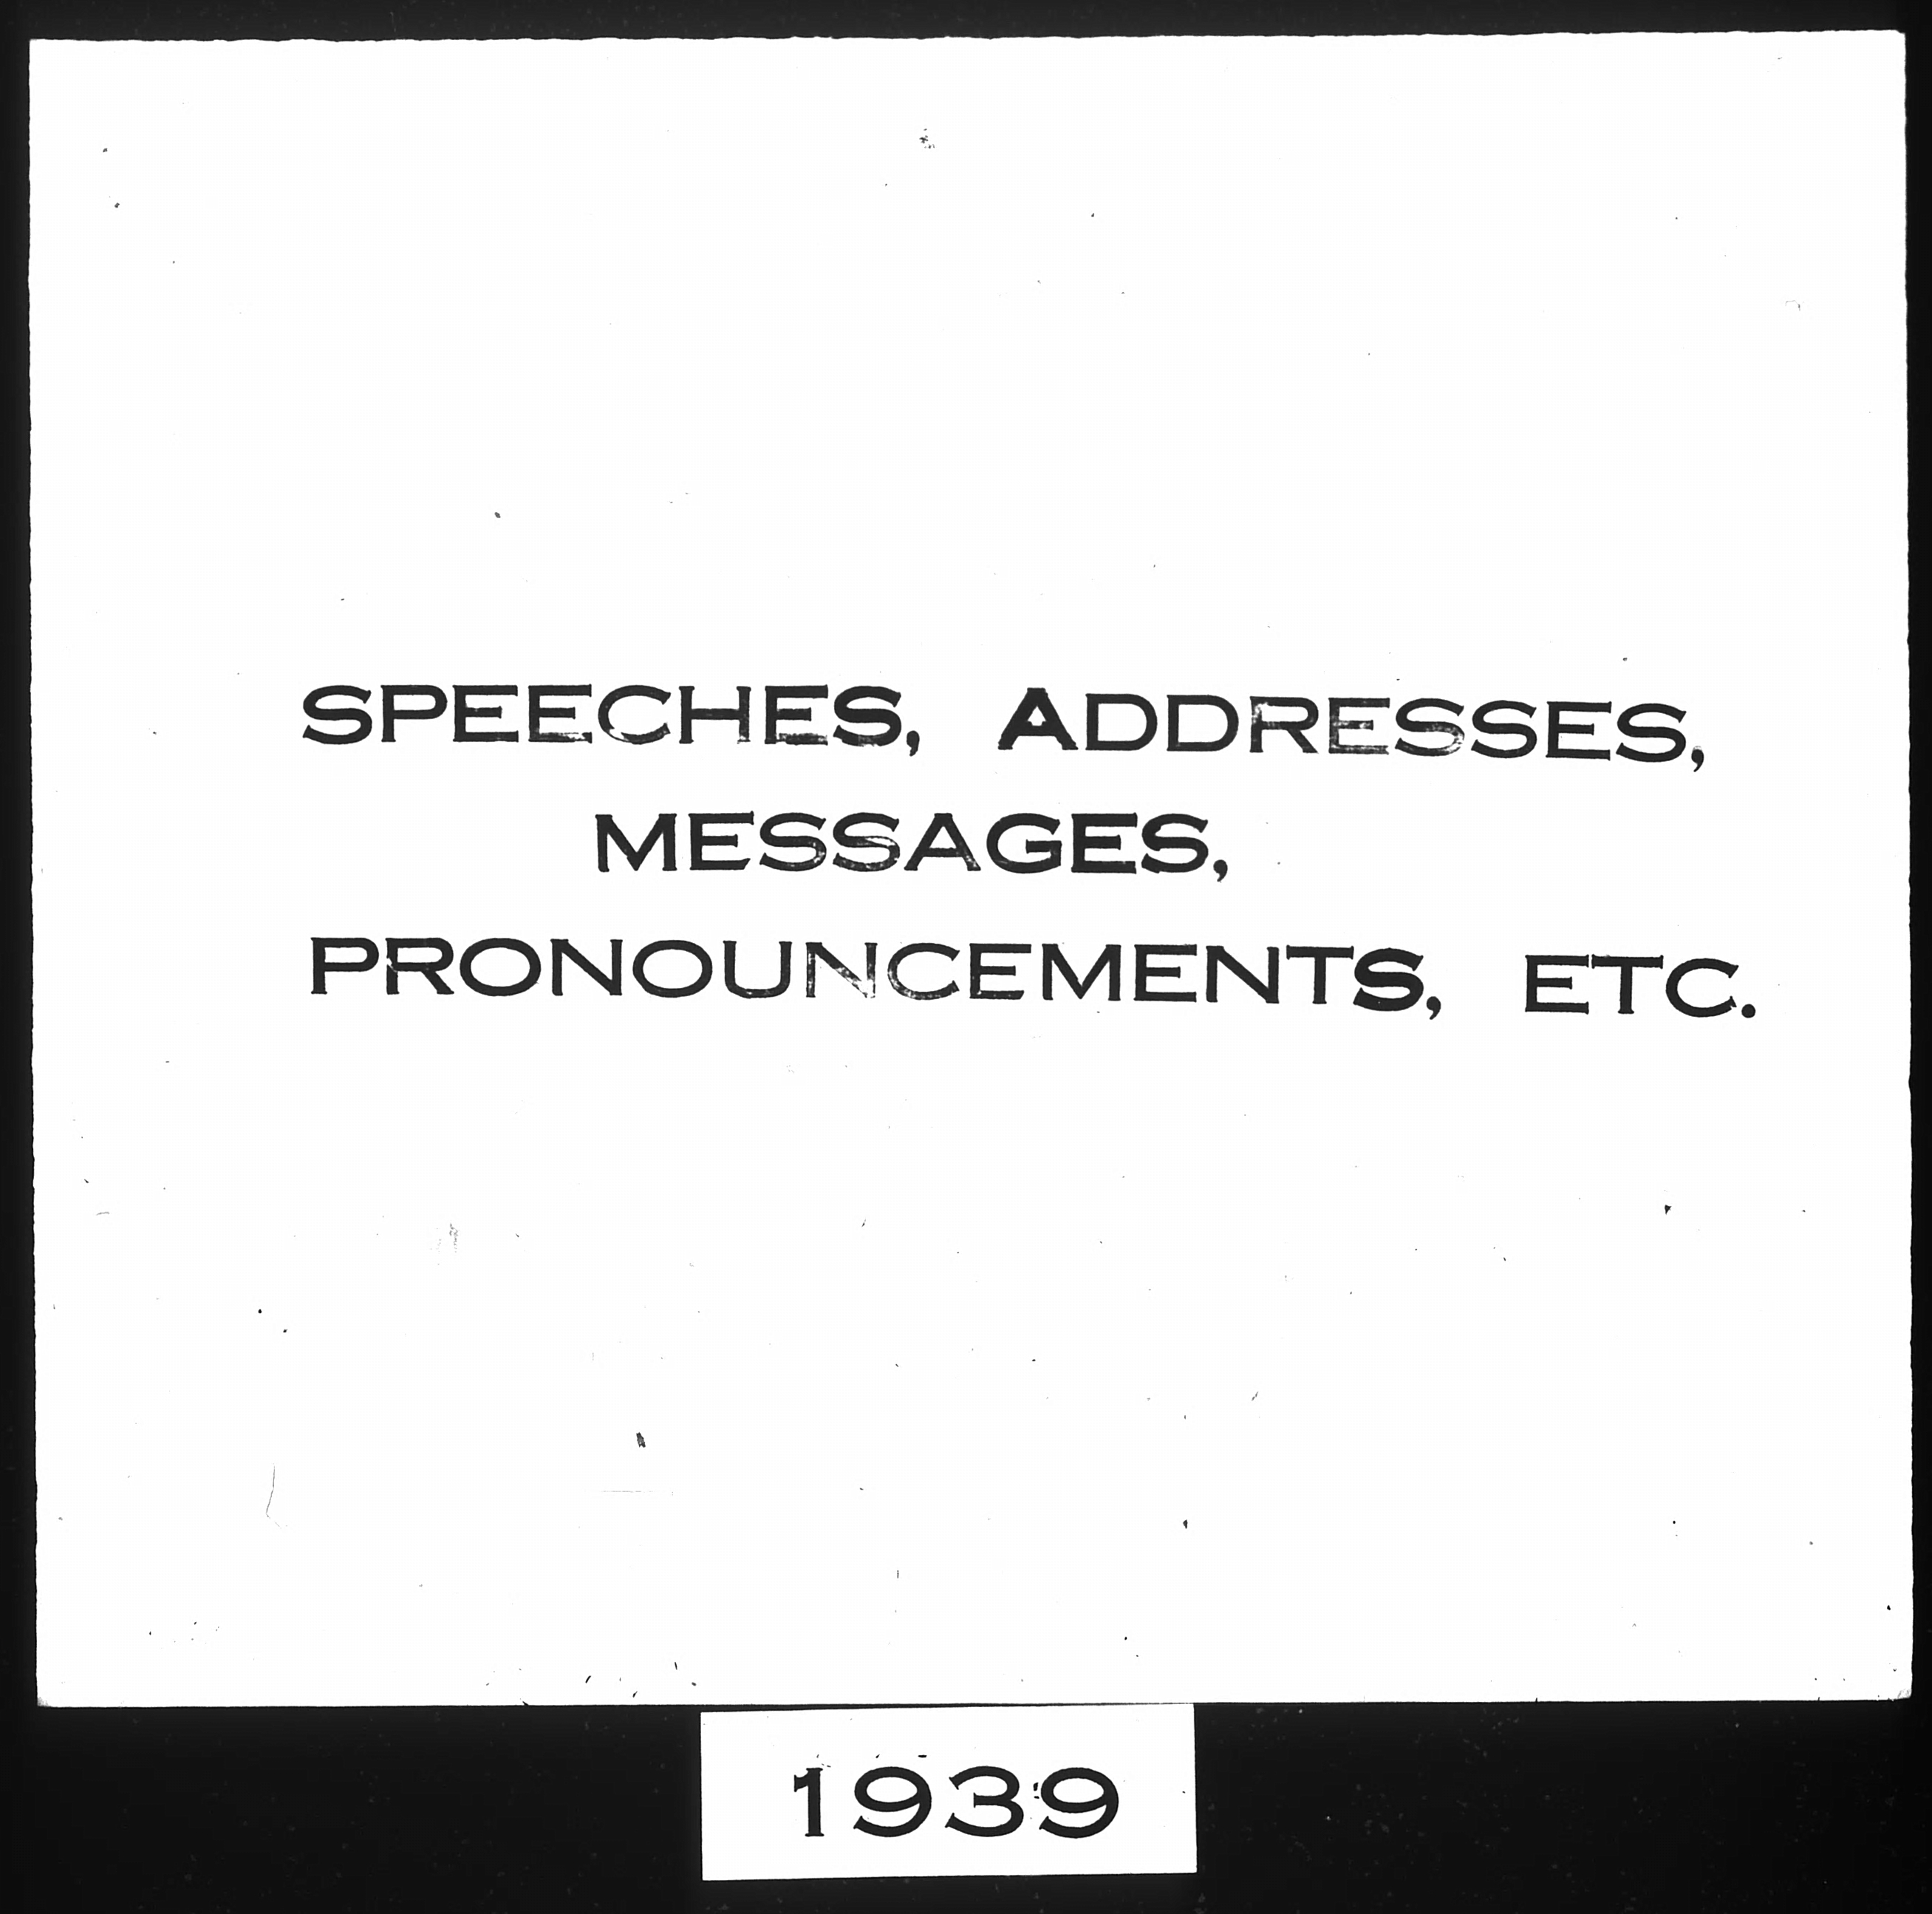 SPEECHES, ADDRESSES,
MESSAGES,
PRONOUNCEMENTS, ETC.
1939